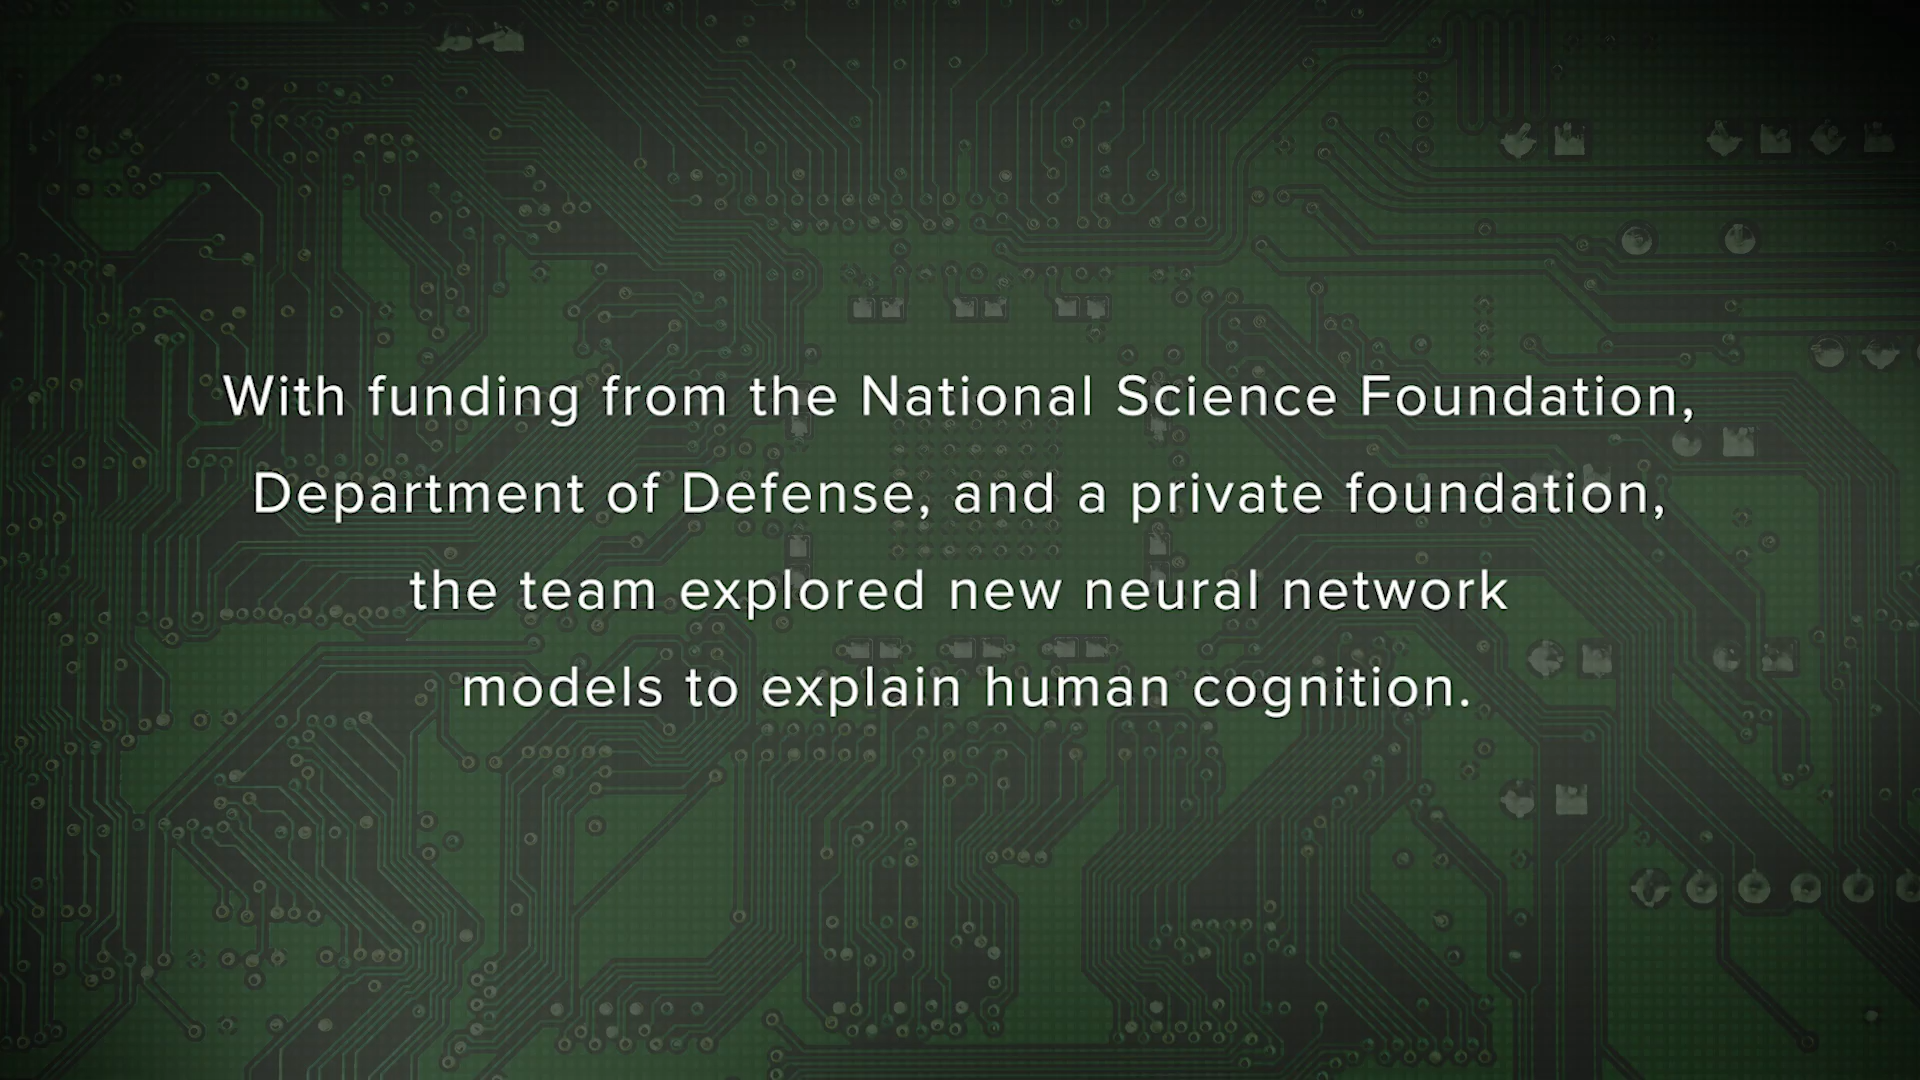 With funding from the National Science Foundation,
Department of Defense, and a private foundation,
the team explored new neural network
models to explain human cognition.